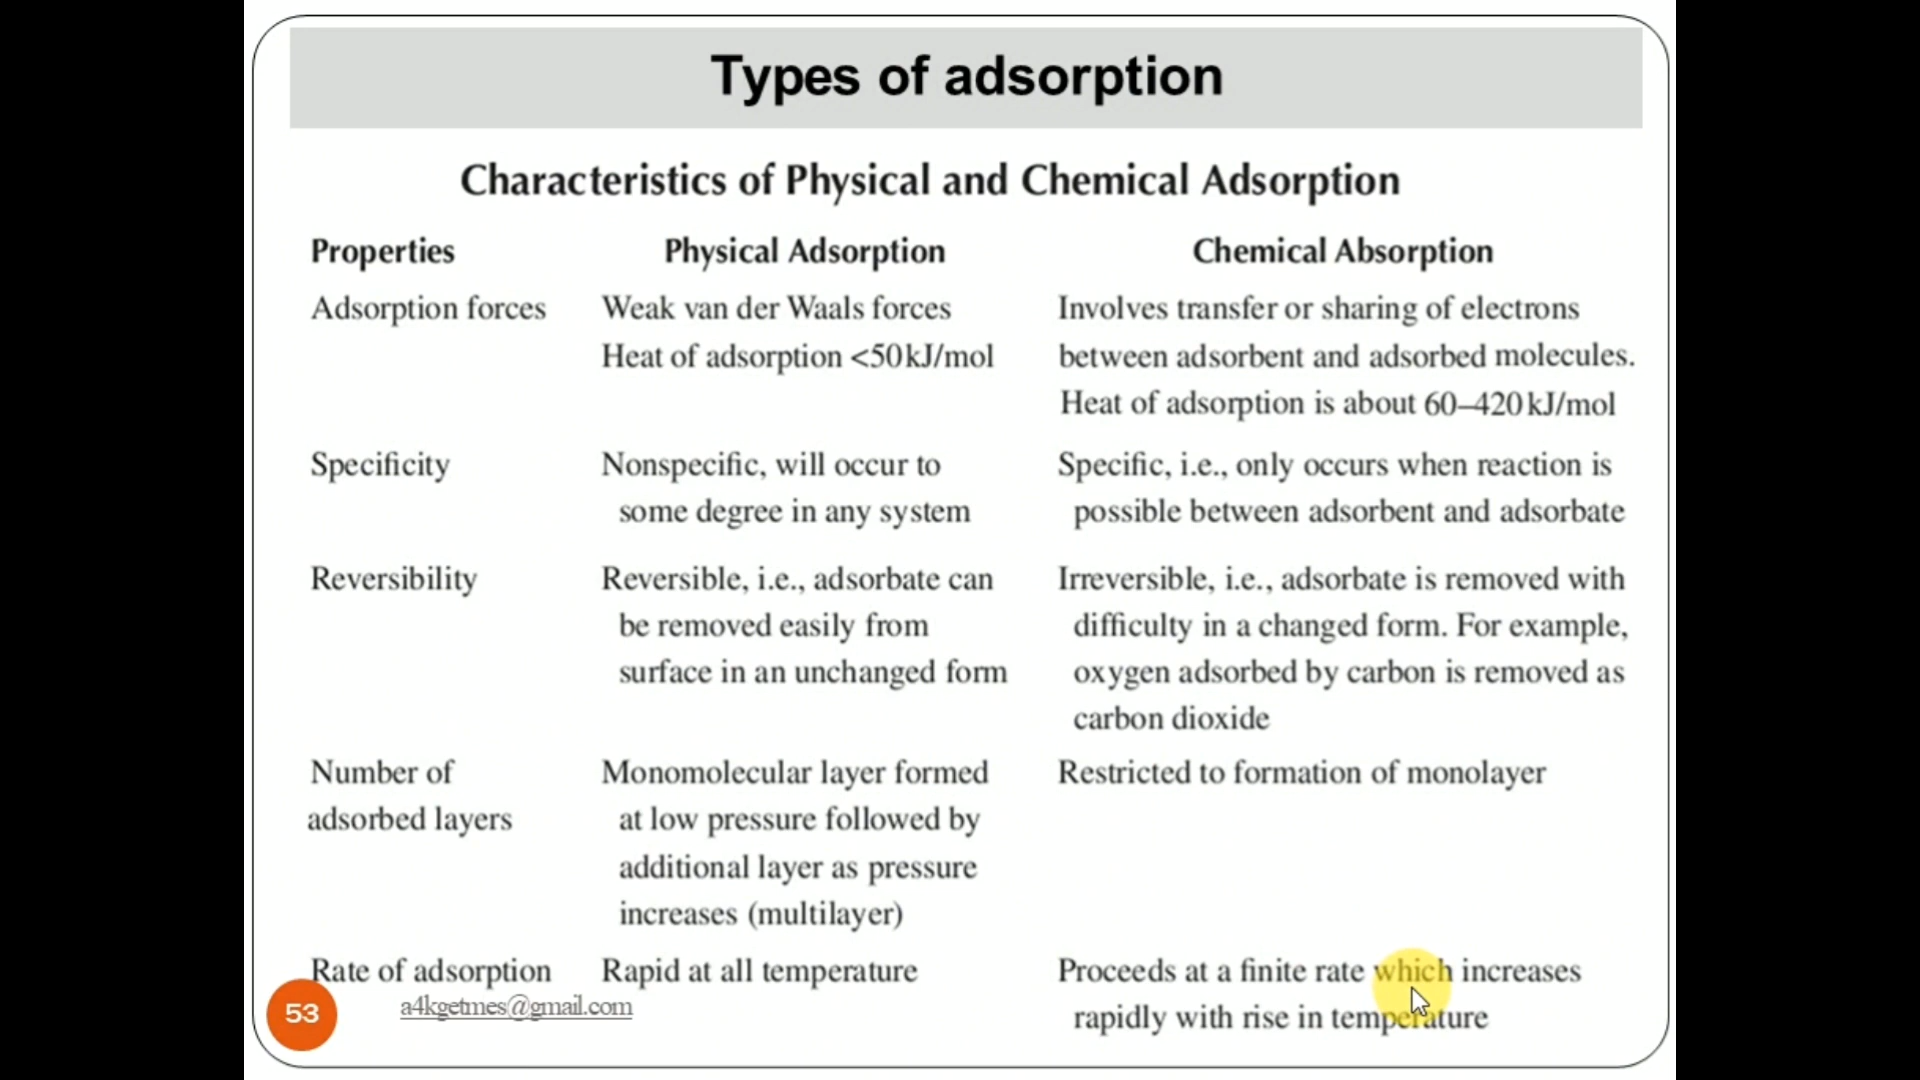 Types of adsorption
Characteristics of Physical and Chemical Adsorption
Properties Physical Adsorption Chemical Absorption
Adsorption forces Weak van der Waals forces Involves transfer or sharing of electrons
Heat of adsorption <50 kJ/mol between adsorbent and adsorbed molecules.
Heat of adsorption is about 60–420 kJ/mol
Specificity Nonspecific, will occur to Specific, i.e., only occurs when reaction is
some degree in any system possible between adsorbent and adsorbate
Reversibility Reversible, i.e., adsorbate can Irreversible, i.e., adsorbate is removed with
be removed easily from difficulty in a changed form. For example,
surface in an unchanged form oxygen adsorbed by carbon is removed as
carbon dioxide
Number of Monomolecular layer formed Restricted to formation of monolayer
adsorbed layers at low pressure followed by
additional layer as pressure
increases (multilayer)
Rate of adsorption Rapid at all temperature Proceeds at a finite rate which increases
53 a4kgetmes@gmail.com rapidly with rise in temperature